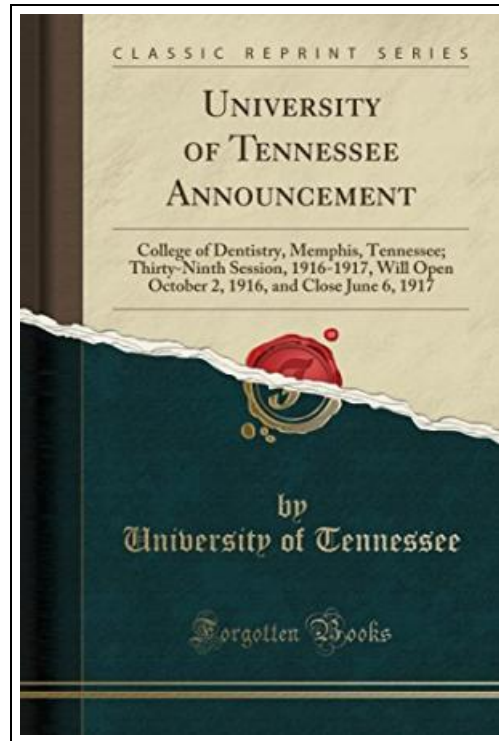 CLASSIC REPRINT SERIES
UNIVERSITY
OF TENNESSEE
ANNOUNCEMENT
College of Dentistry, Memphis, Tennessee;
Thirty-Ninth Session, 1916-1917, Will Open
October 2, 1916, and Close June 6, 1917
by
University of Tennessee
Forgotten Books